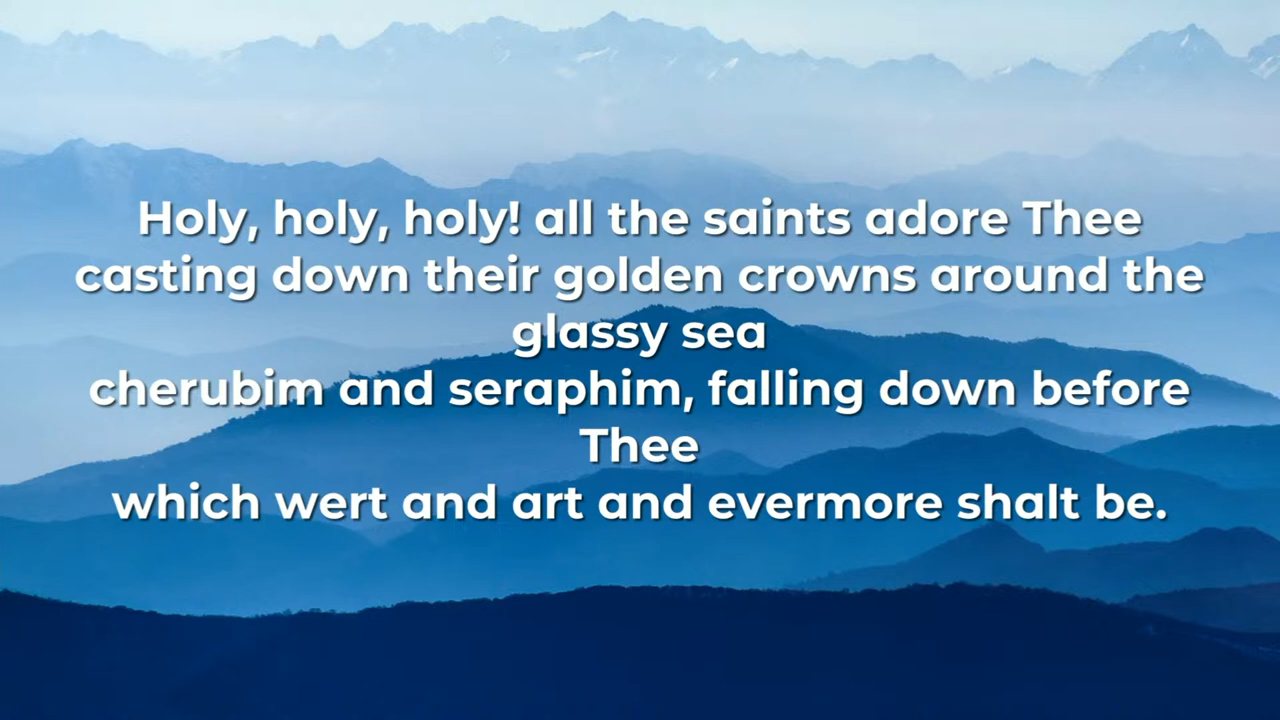 Holy, holy, holy! all the saints adore Thee
casting down their golden crowns around the
glassy sea
cherubim and seraphim, falling down before
Thee
which wert and art and evermore shalt be.